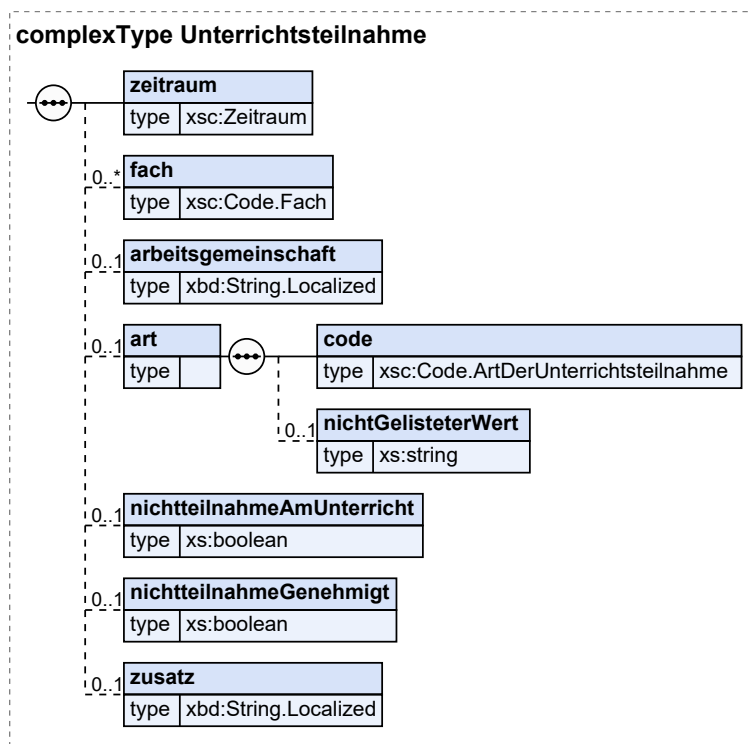 complexType Unterrichtsteilnahme
zeitraum
type xsc:Zeitraum
0..* fach
type xsc:Code.Fach
0..1 arbeitsgemeinschaft
type xbd:String.Localized
0..1 art
type
code
type xsc:Code.ArtDerUnterrichtsteilnahme
0..1 nichtGelisteterWert
type xs:string
0..1 nichtteilnahmeAmUnterricht
type xs:boolean
0..1 nichtteilnahmeGenehmigt
type xs:boolean
0..1 zusatz
type xbd:String.Localized